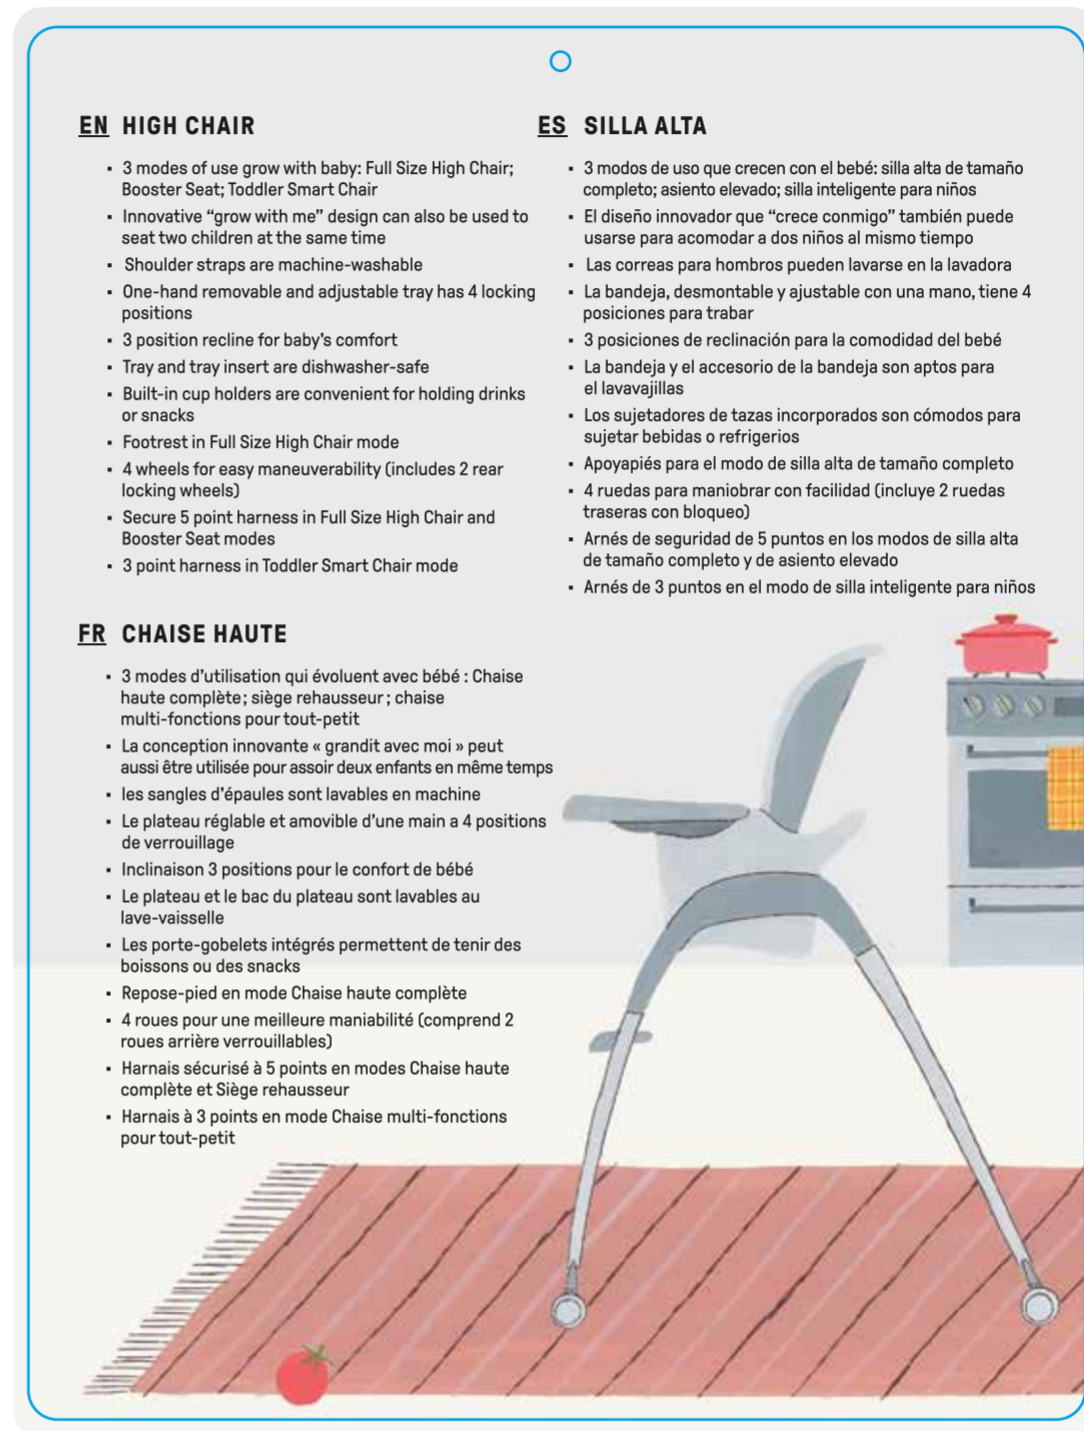 EN HIGH CHAIR
▪ 3 modes of use grow with baby: Full Size High Chair;
Booster Seat; Toddler Smart Chair
▪ Innovative “grow with me” design can also be used to
seat two children at the same time
▪ Shoulder straps are machine-washable
▪ One-hand removable and adjustable tray has 4 locking
positions
▪ 3 position recline for baby’s comfort
▪ Tray and tray insert are dishwasher-safe
▪ Built-in cup holders are convenient for holding drinks
or snacks
▪ Footrest in Full Size High Chair mode
▪ 4 wheels for easy maneuverability (includes 2 rear
locking wheels)
▪ Secure 5 point harness in Full Size High Chair and
Booster Seat modes
▪ 3 point harness in Toddler Smart Chair mode
ES SILLA ALTA
▪ 3 modos de uso que crecen con el bebé: silla alta de tamaño
completo; asiento elevado; silla inteligente para niños
▪ El diseño innovador que “crece conmigo” también puede
usarse para acomodar a dos niños al mismo tiempo
▪ Las correas para hombros pueden lavarse en la lavadora
▪ La bandeja, desmontable y ajustable con una mano, tiene 4
posiciones para trabar
▪ 3 posiciones de reclinación para la comodidad del bebé
▪ La bandeja y el accesorio de la bandeja son aptos para
el lavavajillas
▪ Los sujetadores de tazas incorporados son cómodos para
sujetar bebidas o refrigerios
▪ Apoyapiés para el modo de silla alta de tamaño completo
▪ 4 ruedas para maniobrar con facilidad (incluye 2 ruedas
traseras con bloqueo)
▪ Arnés de seguridad de 5 puntos en los modos de silla alta
de tamaño completo y de asiento elevado
▪ Arnés de 3 puntos en el modo de silla inteligente para niños
FR CHAISE HAUTE
▪ 3 modes d’utilisation qui évoluent avec bébé : Chaise
haute complète ; siège rehausseur ; chaise
multi-fonctions pour tout-petit
▪ La conception innovante « grandit avec moi » peut
aussi être utilisée pour assoir deux enfants en même temps
▪ les sangles d’épaules sont lavables en machine
▪ Le plateau réglable et amovible d’une main a 4 positions
de verrouillage
▪ Inclinaison 3 positions pour le confort de bébé
▪ Le plateau et le bac du plateau sont lavables au
lave-vaisselle
▪ Les porte-gobelets intégrés permettent de tenir des
boissons ou des snacks
▪ Repose-pied en mode Chaise haute complète
▪ 4 roues pour une meilleure maniabilité (comprend 2
roues arrière verrouillables)
▪ Harnais sécurisé à 5 points en modes Chaise haute
complète et Siège rehausseur
▪ Harnais à 3 points en mode Chaise multi-fonctions
pour tout-petit